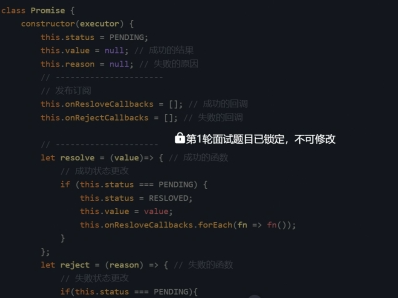 class Promise {
constructor(executor) {
this.status = PENDING;
this.value = null; // 成功的结果
this.reason = null; // 失败的原因
// ----------------------
// 发布订阅
this.onResloveCallbacks = []; // 成功的回调
this.onRejectCallbacks = []; // 失败的回调
第1轮面试题目已锁定，不可修改
// ---------------------
let resolve = (value)=> { // 成功的函数
// 成功状态更改
if (this.status === PENDING) {
this.status = RESLOVED;
this.value = value;
this.onResloveCallbacks.forEach(fn => fn());
}
};
let reject = (reason) => { // 失败的函数
// 失败状态更改
if(this.status === PENDING){